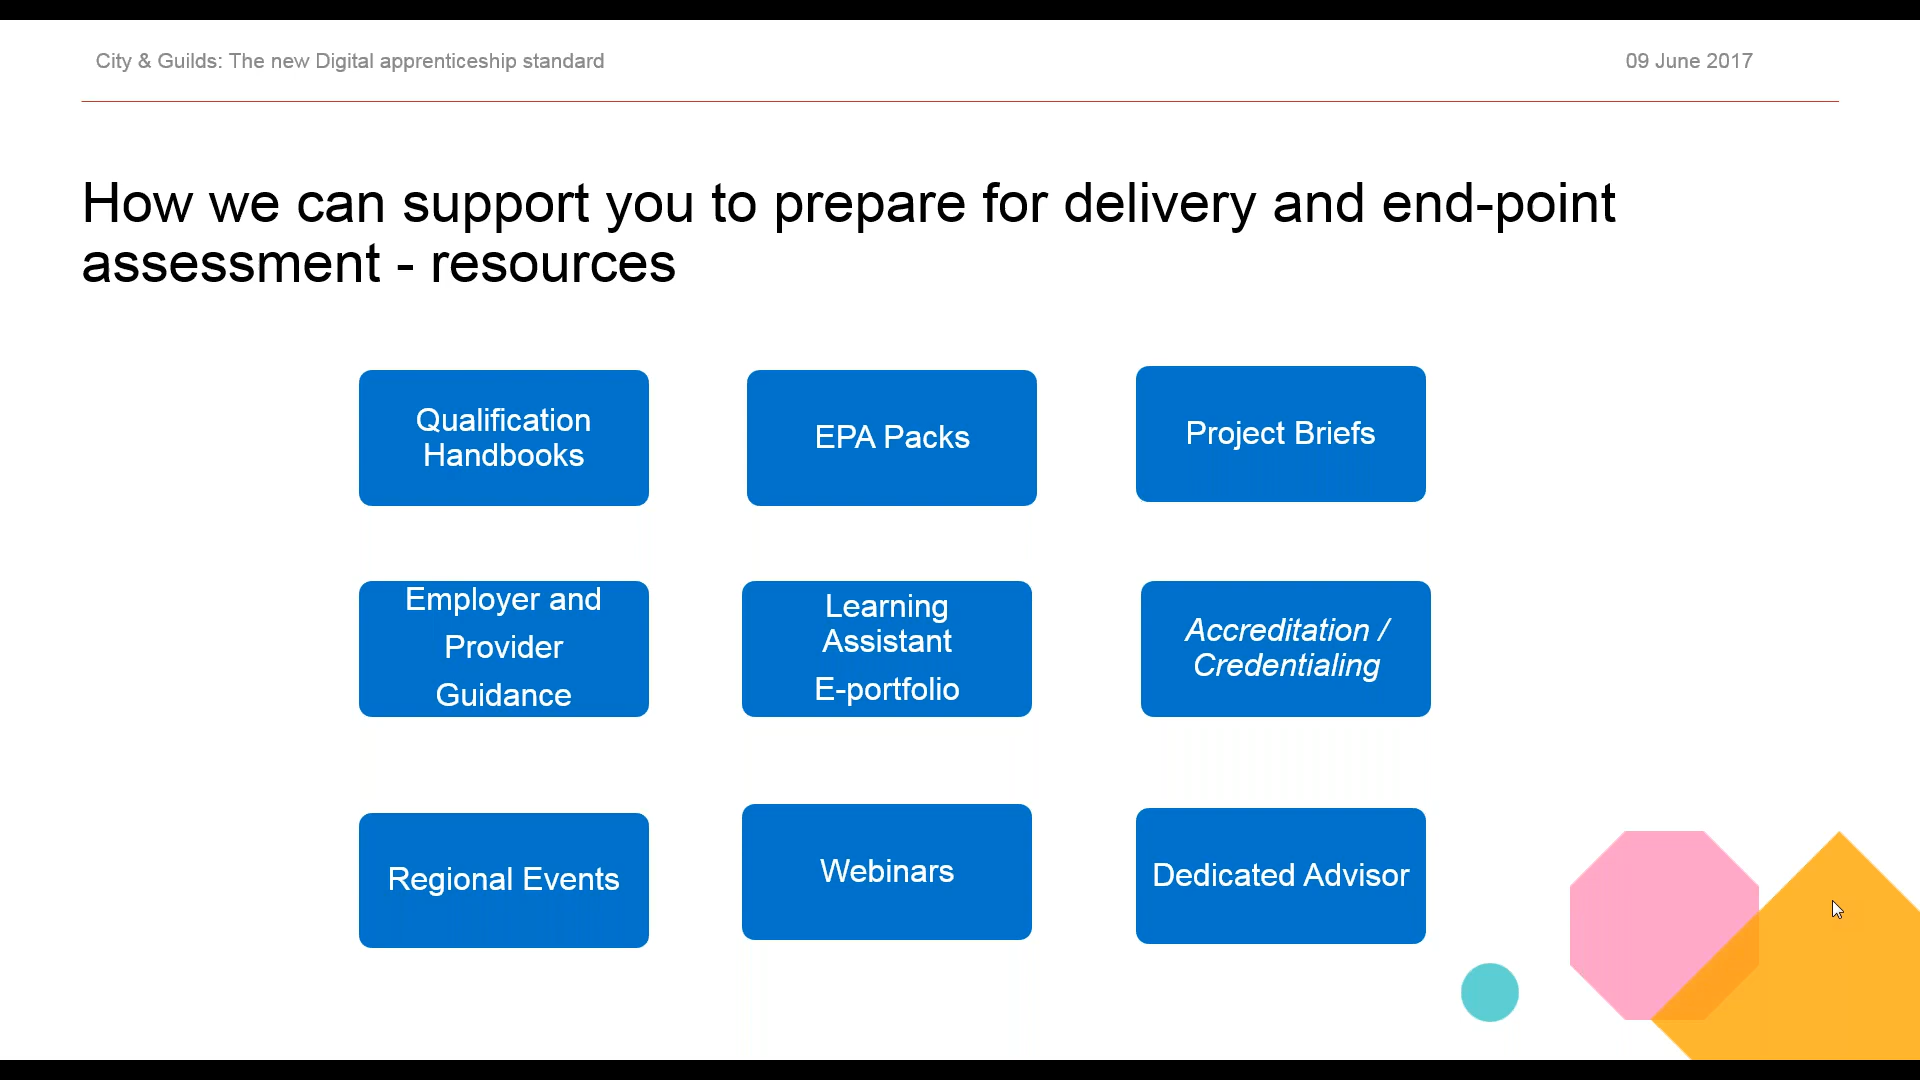 City & Guilds: The new Digital apprenticeship standard
09 June 2017
How we can support you to prepare for delivery and end-point
assessment - resources
Qualification
Handbooks
EPA Packs
Project Briefs
Employer and
Provider
Guidance
Learning
Assistant
E-portfolio
Accreditation /
Credentialing
Regional Events
Webinars
Dedicated Advisor